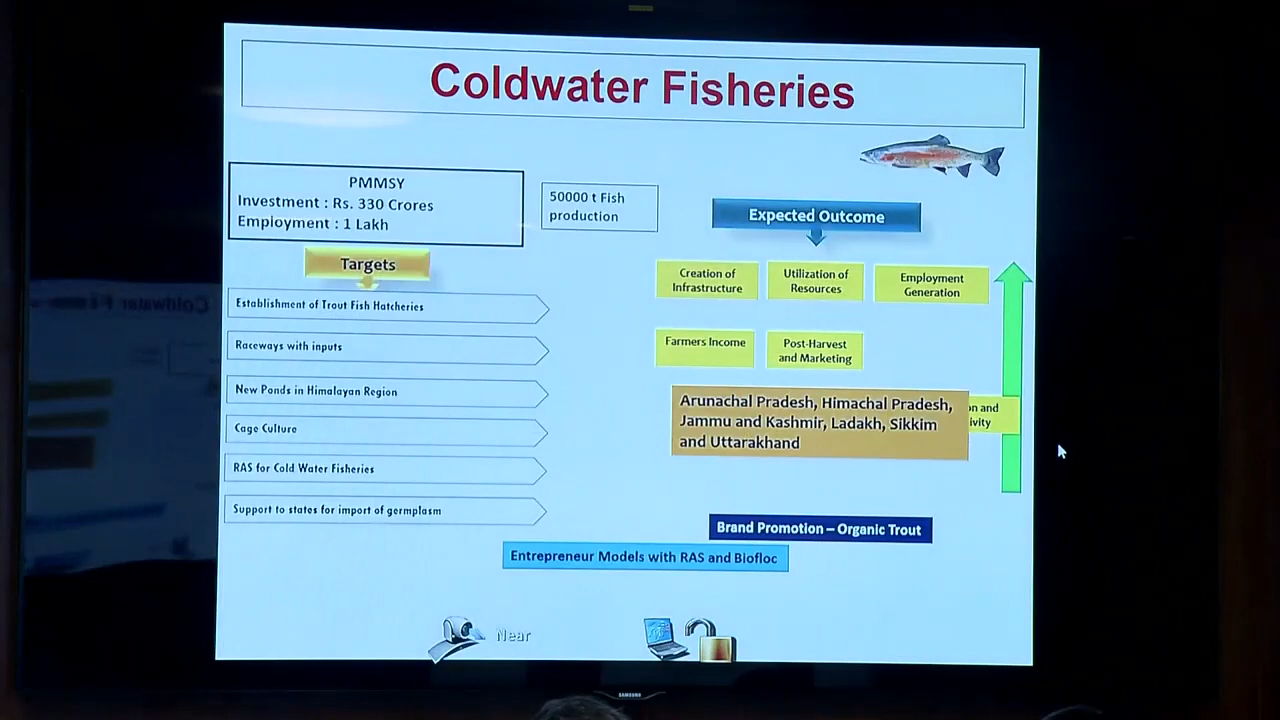 Coldwater Fisheries
PMMSY
Investment : Rs. 330 Crores
Employment : 1 Lakh
50000 t Fish
production
Expected Outcome
Targets
Establishment of Trout Fish Hatcheries
Raceways with inputs
New Ponds in Himalayan Region
Cage Culture
RAS for Cold Water Fisheries
Support to states for import of germplasm
Creation of
Infrastructure
Utilization of
Resources
Employment
Generation
Farmers Income
Post-Harvest
and Marketing
Arunachal Pradesh, Himachal Pradesh,
Jammu and Kashmir, Ladakh, Sikkim
and Uttarakhand
and
Brand Promotion – Organic Trout
Entrepreneur Models with RAS and Biofloc
Near
SAMSUNG